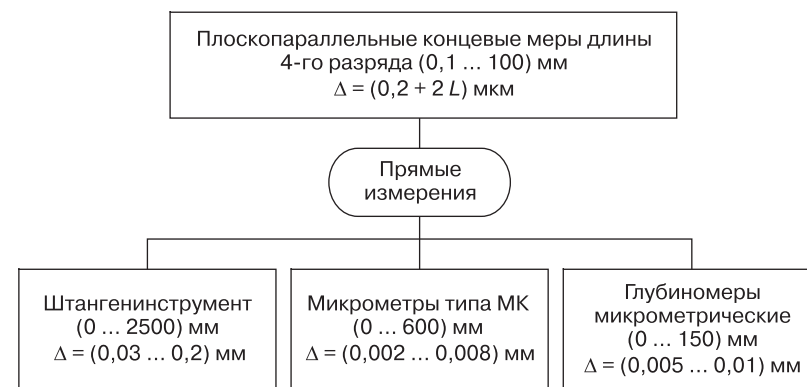 Плоскопараллельные концевые меры длины
4-го разряда (0,1 ... 100) мм
Δ = (0,2 + 2 L) мкм
Прямые
измерения
Штангенинструмент
(0 ... 2500) мм
Δ = (0,03 ... 0,2) мм
Микрометры типа МК
(0 ... 600) мм
Δ = (0,002 ... 0,008) мм
Глубиномеры
микрометрические
(0 ... 150) мм
Δ = (0,005 ... 0,01) мм